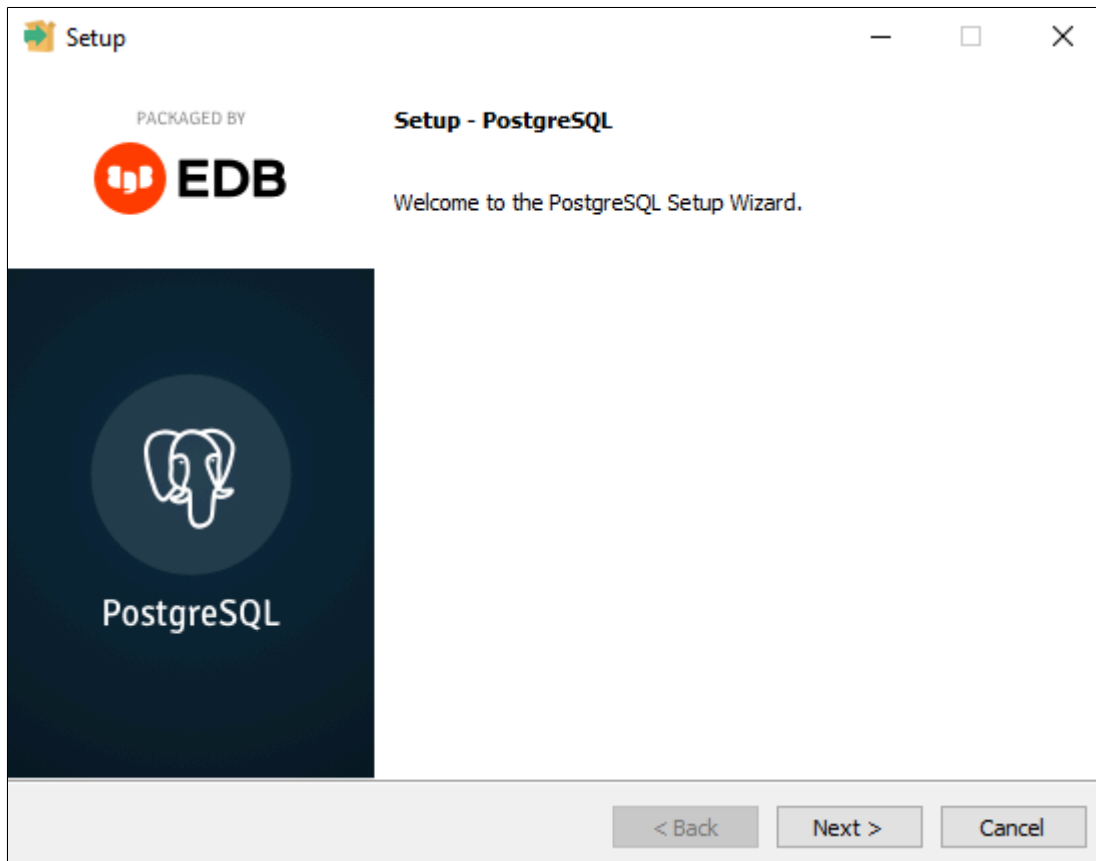 Setup
PACKAGED BY
EDB
Setup - PostgreSQL
Welcome to the PostgreSQL Setup Wizard.
PostgreSQL
< Back
Next >
Cancel